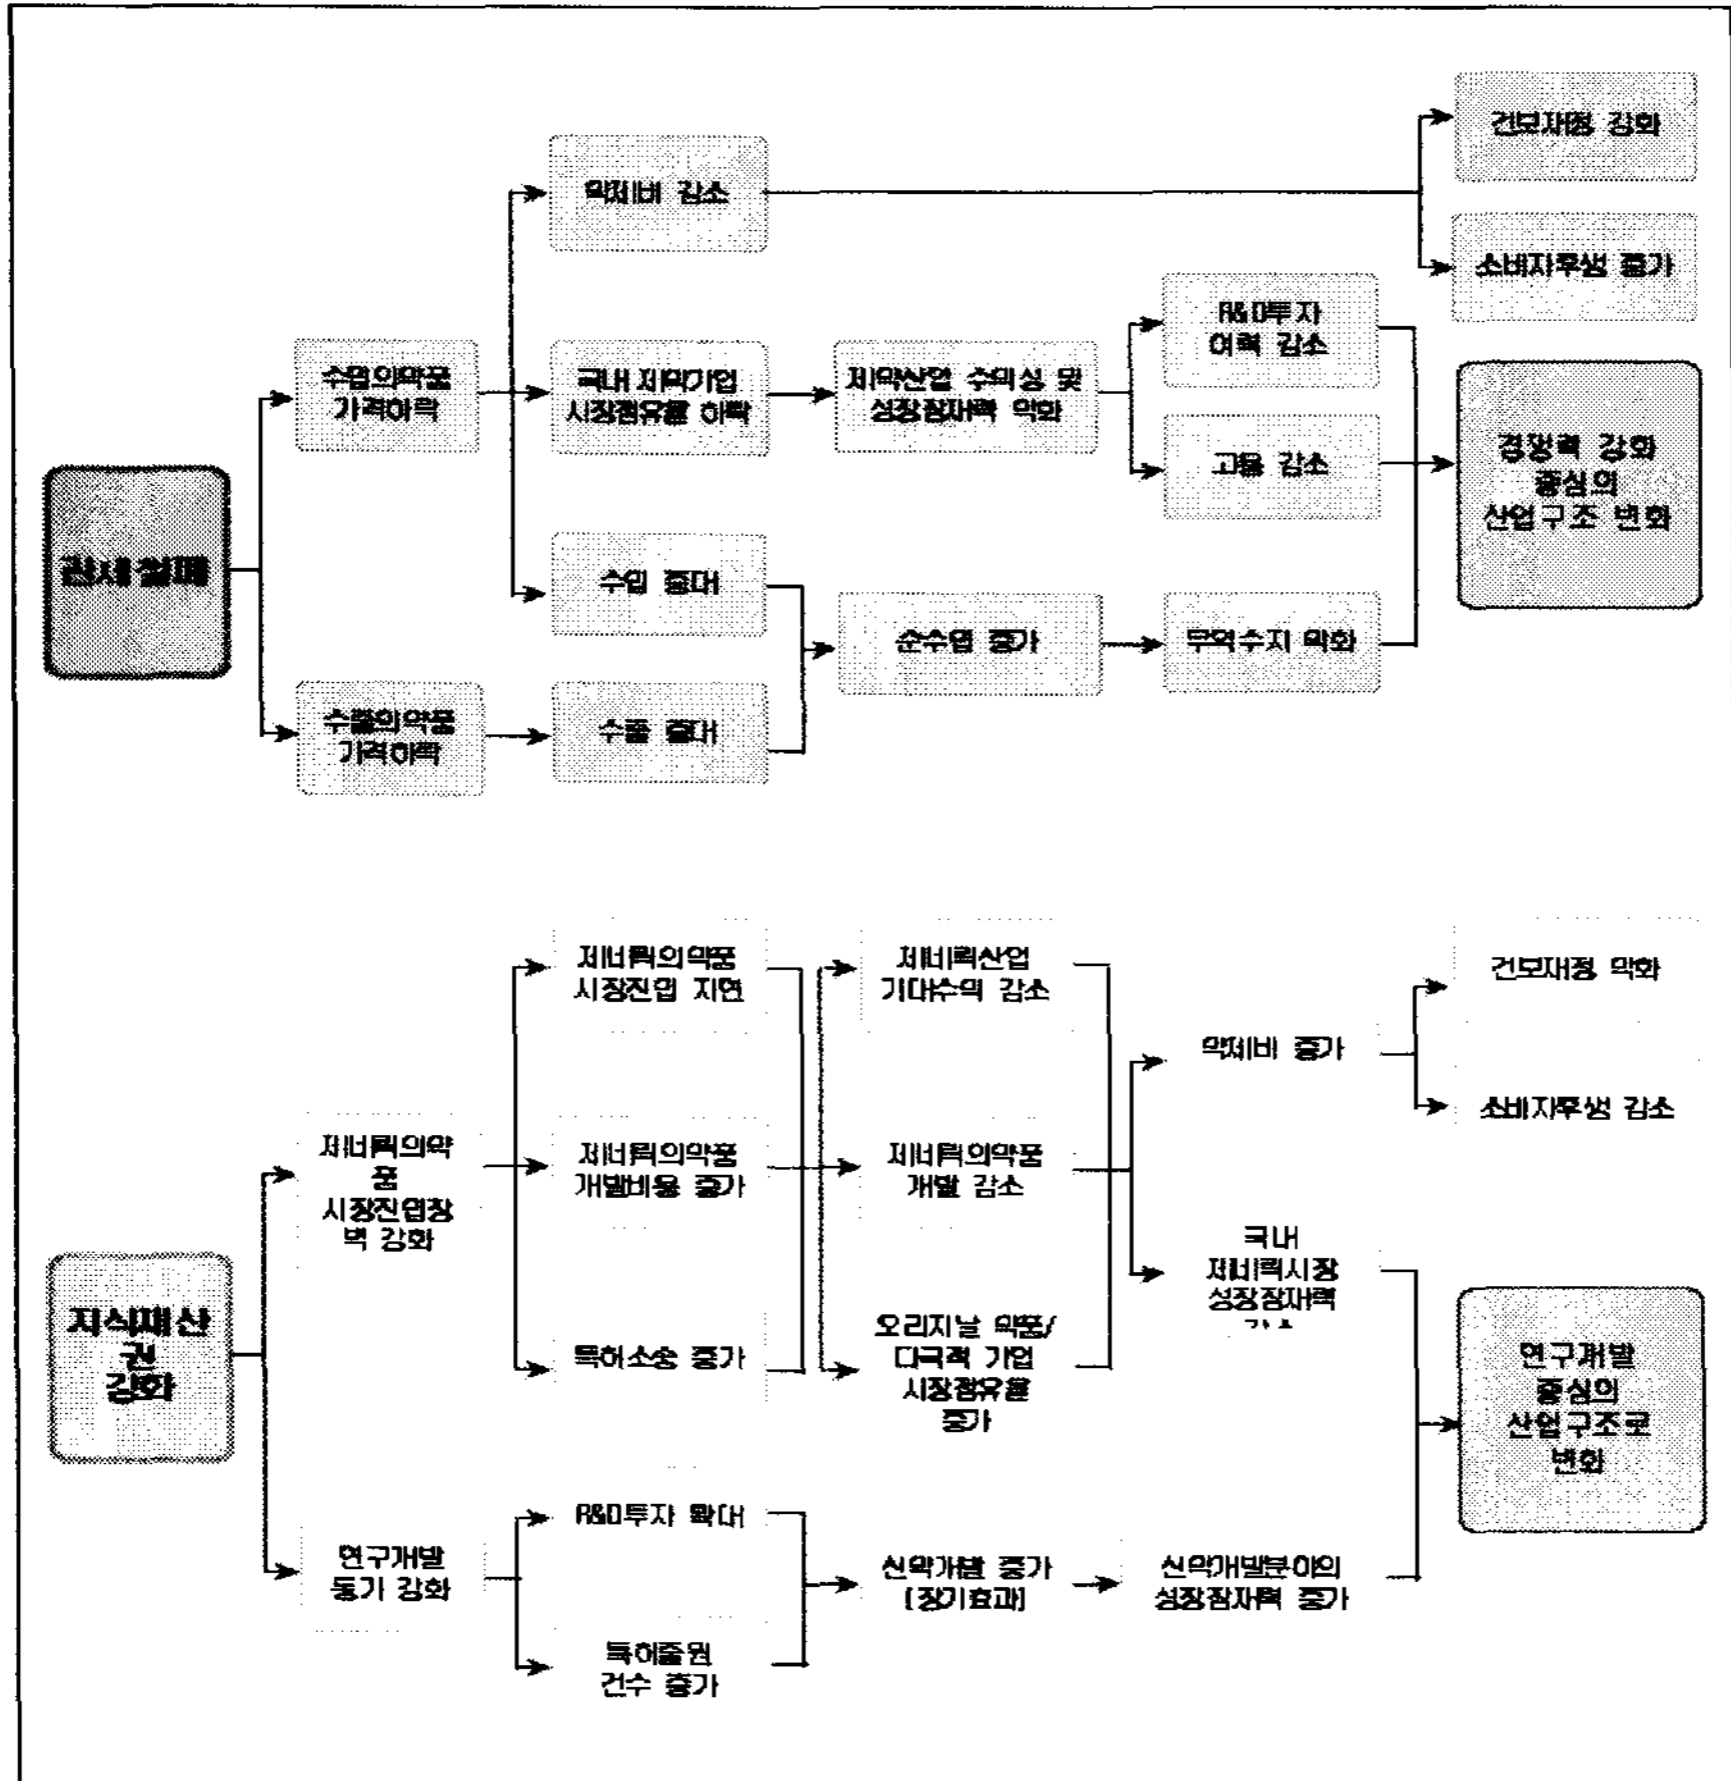 건보재정 강화
약제비 감소
소비자후생 증가
R&D투자
여력 감소
수입의약품
가격하락
국내 제약기업
시장점유율 하락
제약산업 수익성 및
성장잠재력 약화
고용 감소
경쟁력 강화
중심의
산업구조 변화
관세철폐
수입 증대
순수입 증가
무역수지 악화
수출의약품
가격하락
수출 증대
제너릭의약품
시장진입 지연
제네릭산업
기대수익 감소
건보재정 악화
약제비 증가
소비자후생 감소
제너릭의약
품
시장진입장
벽 강화
제너릭의약품
개발비용 증가
제네릭의약품
개발 감소
국내
제네릭시장
성장잠재력
지식재산
권
강화
특허소송 증가
오리지날 약품/
다국적 기업
시장점유율
증가
연구개발
중심의
산업구조로
변화
R&D투자 확대
연구개발
동기 강화
신약개발 증가
(장기효과)
신약개발분야의
성장잠재력 증가
특허출원
건수 증가